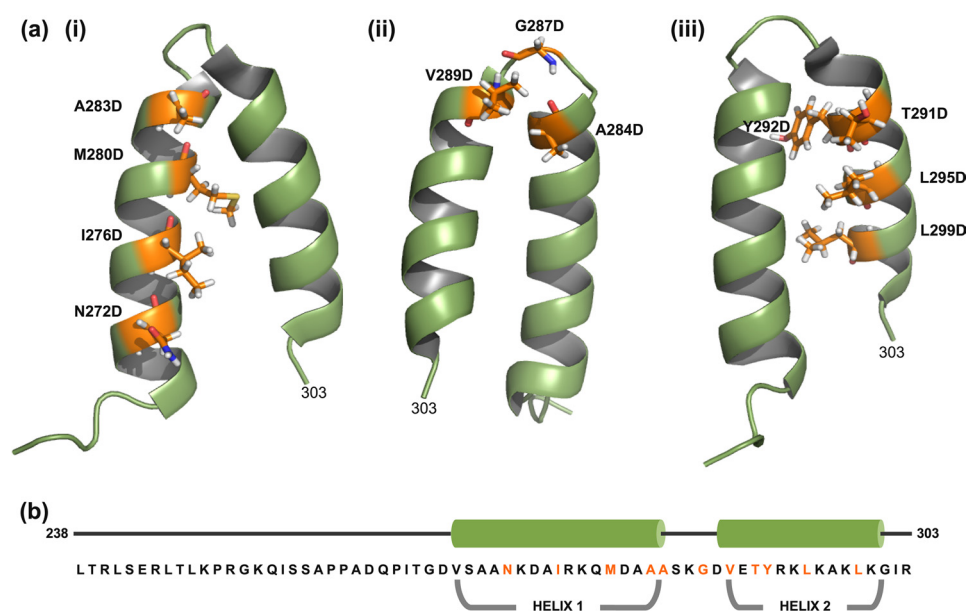 (a) (i) (ii) (iii)
G287D
V289D
A283D
A284D
T291D
Y292D
M280D
L295D
I276D
L299D
N272D
303
303
303
(b)
238 303
LTRLSERLTLKPRGKQISSAPPADQPITGDVSAANKDAIRKQMDAAASKGDVETYRKLKAKLKGIR
HELIX 1 HELIX 2